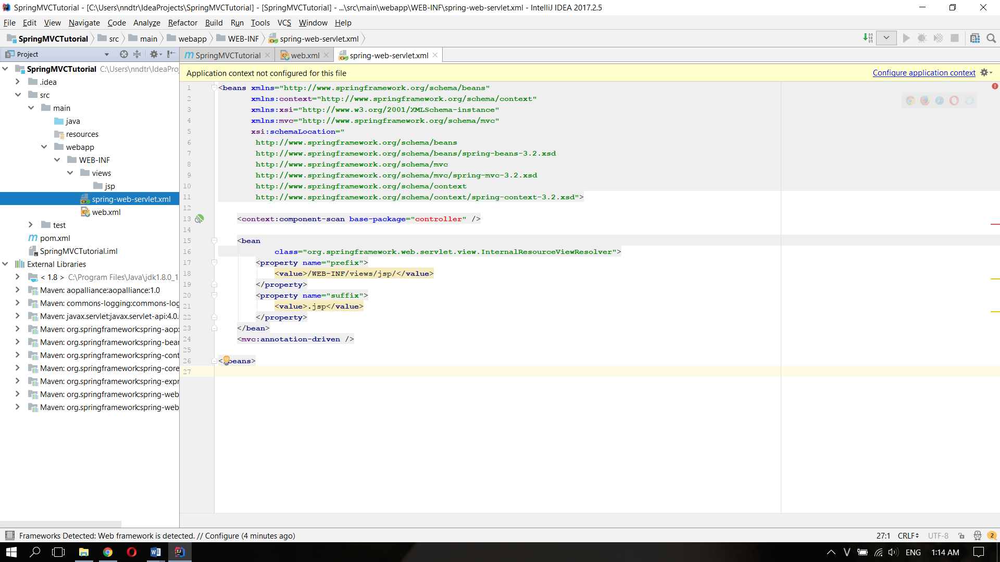 SpringMVCTutorial - [C:\Users\nndtr\IdeaProjects\SpringMVCTutorial] - [SpringMVCTutorial] - ...\src\main\webapp\WEB-INF\spring-web-servlet.xml - IntelliJ IDEA 2017.2.5
File Edit View Navigate Code Analyze Refactor Build Run Tools VCS Window Help
SpringMVCTutorial src main webapp WEB-INF spring-web-servlet.xml
Project
SpringMVCTutorial web.xml spring-web-servlet.xml
SpringMVCTutorial C:\Users\nndtr\IdeaPro
.idea
src
main
java
resources
webapp
WEB-INF
views
jsp
spring-web-servlet.xml
web.xml
test
pom.xml
SpringMVCTutorial.iml
External Libraries
< 1.8 > C:\Program Files\Java\jdk1.8.0_1
Maven: aopalliance:aopalliance:1.0
Maven: commons-logging:commons-log
Maven: javax.servlet:javax.servlet-api:4.0.
Maven: org.springframework:spring-aop:
Maven: org.springframework:spring-bear
Maven: org.springframework:spring-cont
Maven: org.springframework:spring-core
Maven: org.springframework:spring-expr
Maven: org.springframework:spring-web
Maven: org.springframework:spring-web
Application context not configured for this file Configure application context
1 <beans xmlns="http://www.springframework.org/schema/beans"
2 xmlns:context="http://www.springframework.org/schema/context"
3 xmlns:xsi="http://www.w3.org/2001/XMLSchema-instance"
4 xmlns:mvc="http://www.springframework.org/schema/mvc"
5 xsi:schemaLocation="
6 http://www.springframework.org/schema/beans
7 http://www.springframework.org/schema/beans/spring-beans-3.2.xsd
8 http://www.springframework.org/schema/mvc
9 http://www.springframework.org/schema/mvc/spring-mvc-3.2.xsd
10 http://www.springframework.org/schema/context
11 http://www.springframework.org/schema/context/spring-context-3.2.xsd">
12
13 <context:component-scan base-package="controller" />
14
15 <bean
16 class="org.springframework.web.servlet.view.InternalResourceViewResolver">
17 <property name="prefix">
18 <value>/WEB-INF/views/jsp/</value>
19 </property>
20 <property name="suffix">
21 <value>.jsp</value>
22 </property>
23 </bean>
24 <mvc:annotation-driven />
25
26 </beans>
27
Frameworks Detected: Web framework is detected. // Configure (4 minutes ago) 27:1 CRLF UTF-8 2
V ENG 1:14 AM